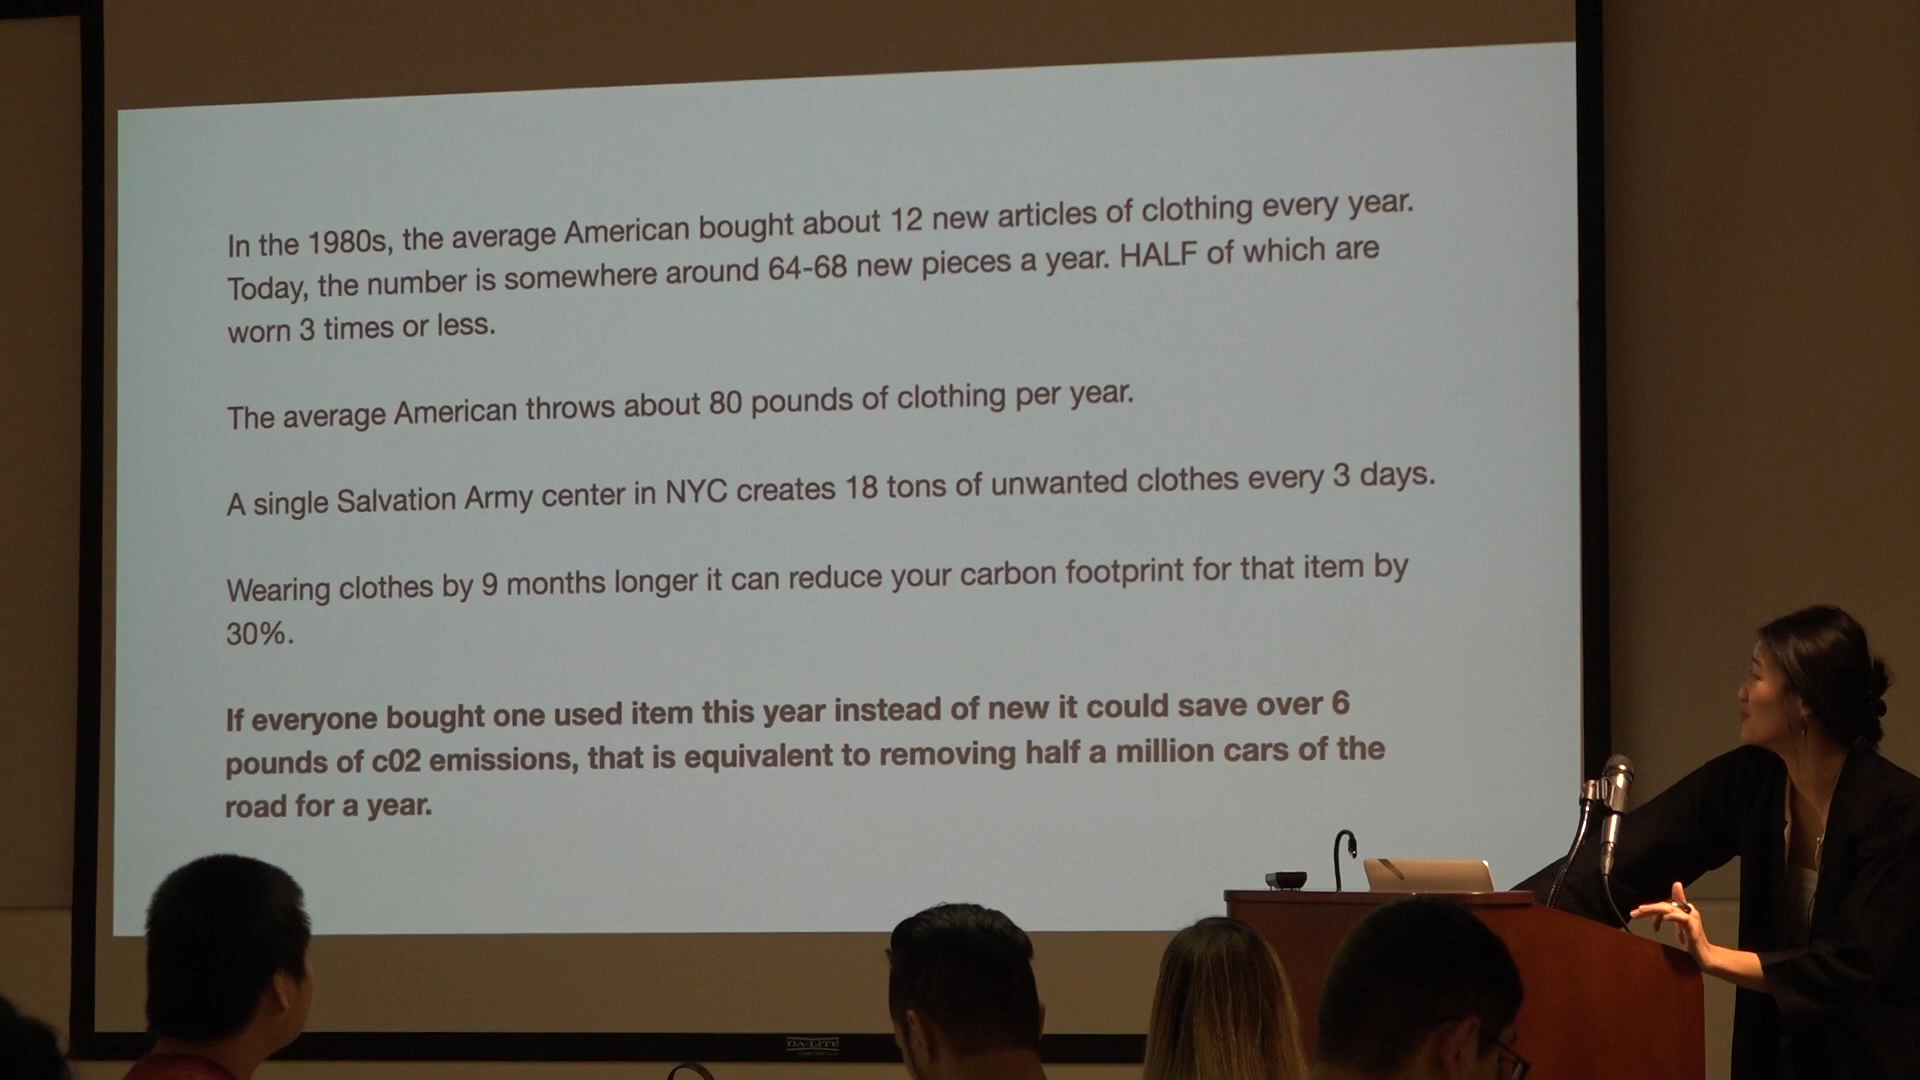 In the 1980s, the average American bought about 12 new articles of clothing every year.
Today, the number is somewhere around 64-68 new pieces a year. HALF of which are
worn 3 times or less.
The average American throws about 80 pounds of clothing per year.
A single Salvation Army center in NYC creates 18 tons of unwanted clothes every 3 days.
Wearing clothes by 9 months longer it can reduce your carbon footprint for that item by
30%.
If everyone bought one used item this year instead of new it could save over 6
pounds of c02 emissions, that is equivalent to removing half a million cars of the
road for a year.
DA-LITE